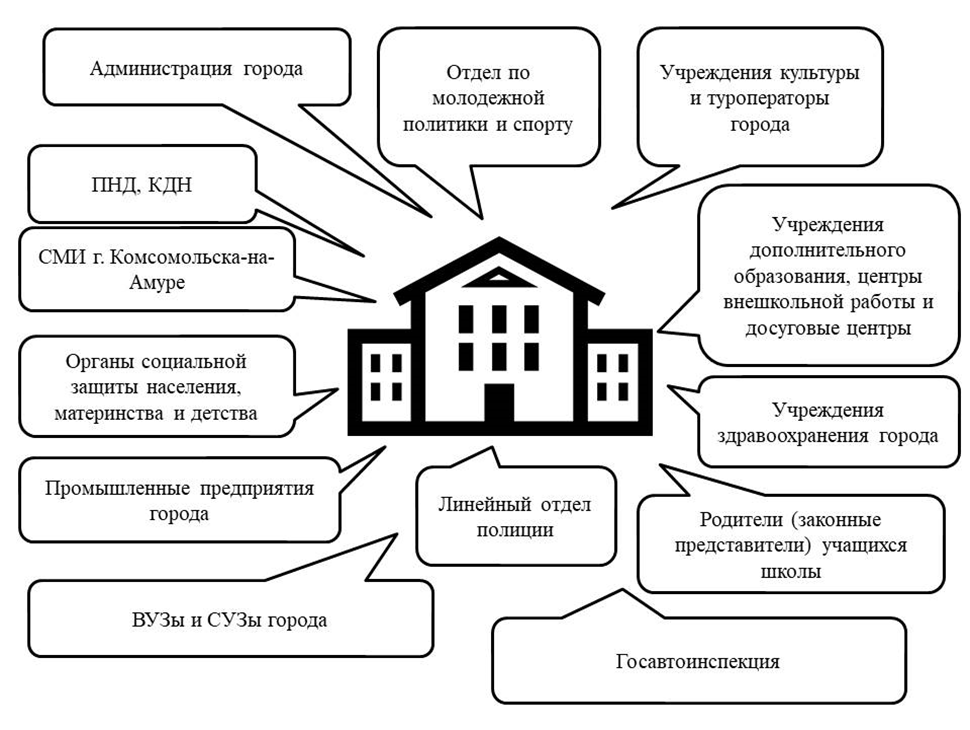 Администрация города
Отдел по
молодежной
политики и спорту
Учреждения культуры
и туроператоры
города
ПНД, КДН
СМИ г. Комсомольска-на-
Амуре
Учреждения
дополнительного
образования, центры
внешкольной работы и
досуговые центры
Органы социальной
защиты населения,
материнства и детства
Учреждения
здравоохранения города
Промышленные предприятия
города
Линейный отдел
полиции
Родители (законные
представители) учащихся
школы
ВУЗы и СУЗы города
Госавтоинспекция